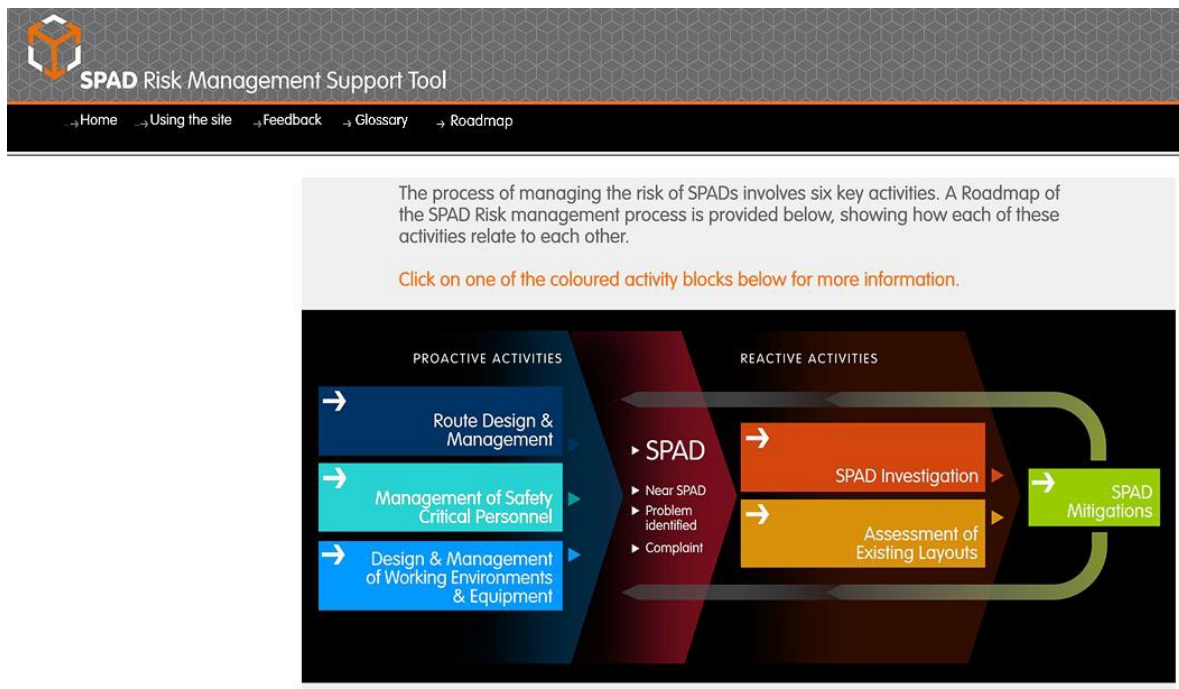 SPAD Risk Management Support Tool
Home Using the site Feedback Glossary Roadmap
The process of managing the risk of SPADs involves six key activities. A Roadmap of
the SPAD Risk management process is provided below, showing how each of these
activities relate to each other.
Click on one of the coloured activity blocks below for more information.
PROACTIVE ACTIVITIES
Route Design &
Management
Management of Safety
Critical Personnel
Design & Management
of Working Environments
& Equipment
SPAD
Near SPAD
Problem
identified
Complaint
REACTIVE ACTIVITIES
SPAD Investigation
Assessment of
Existing Layouts
SPAD
Mitigations